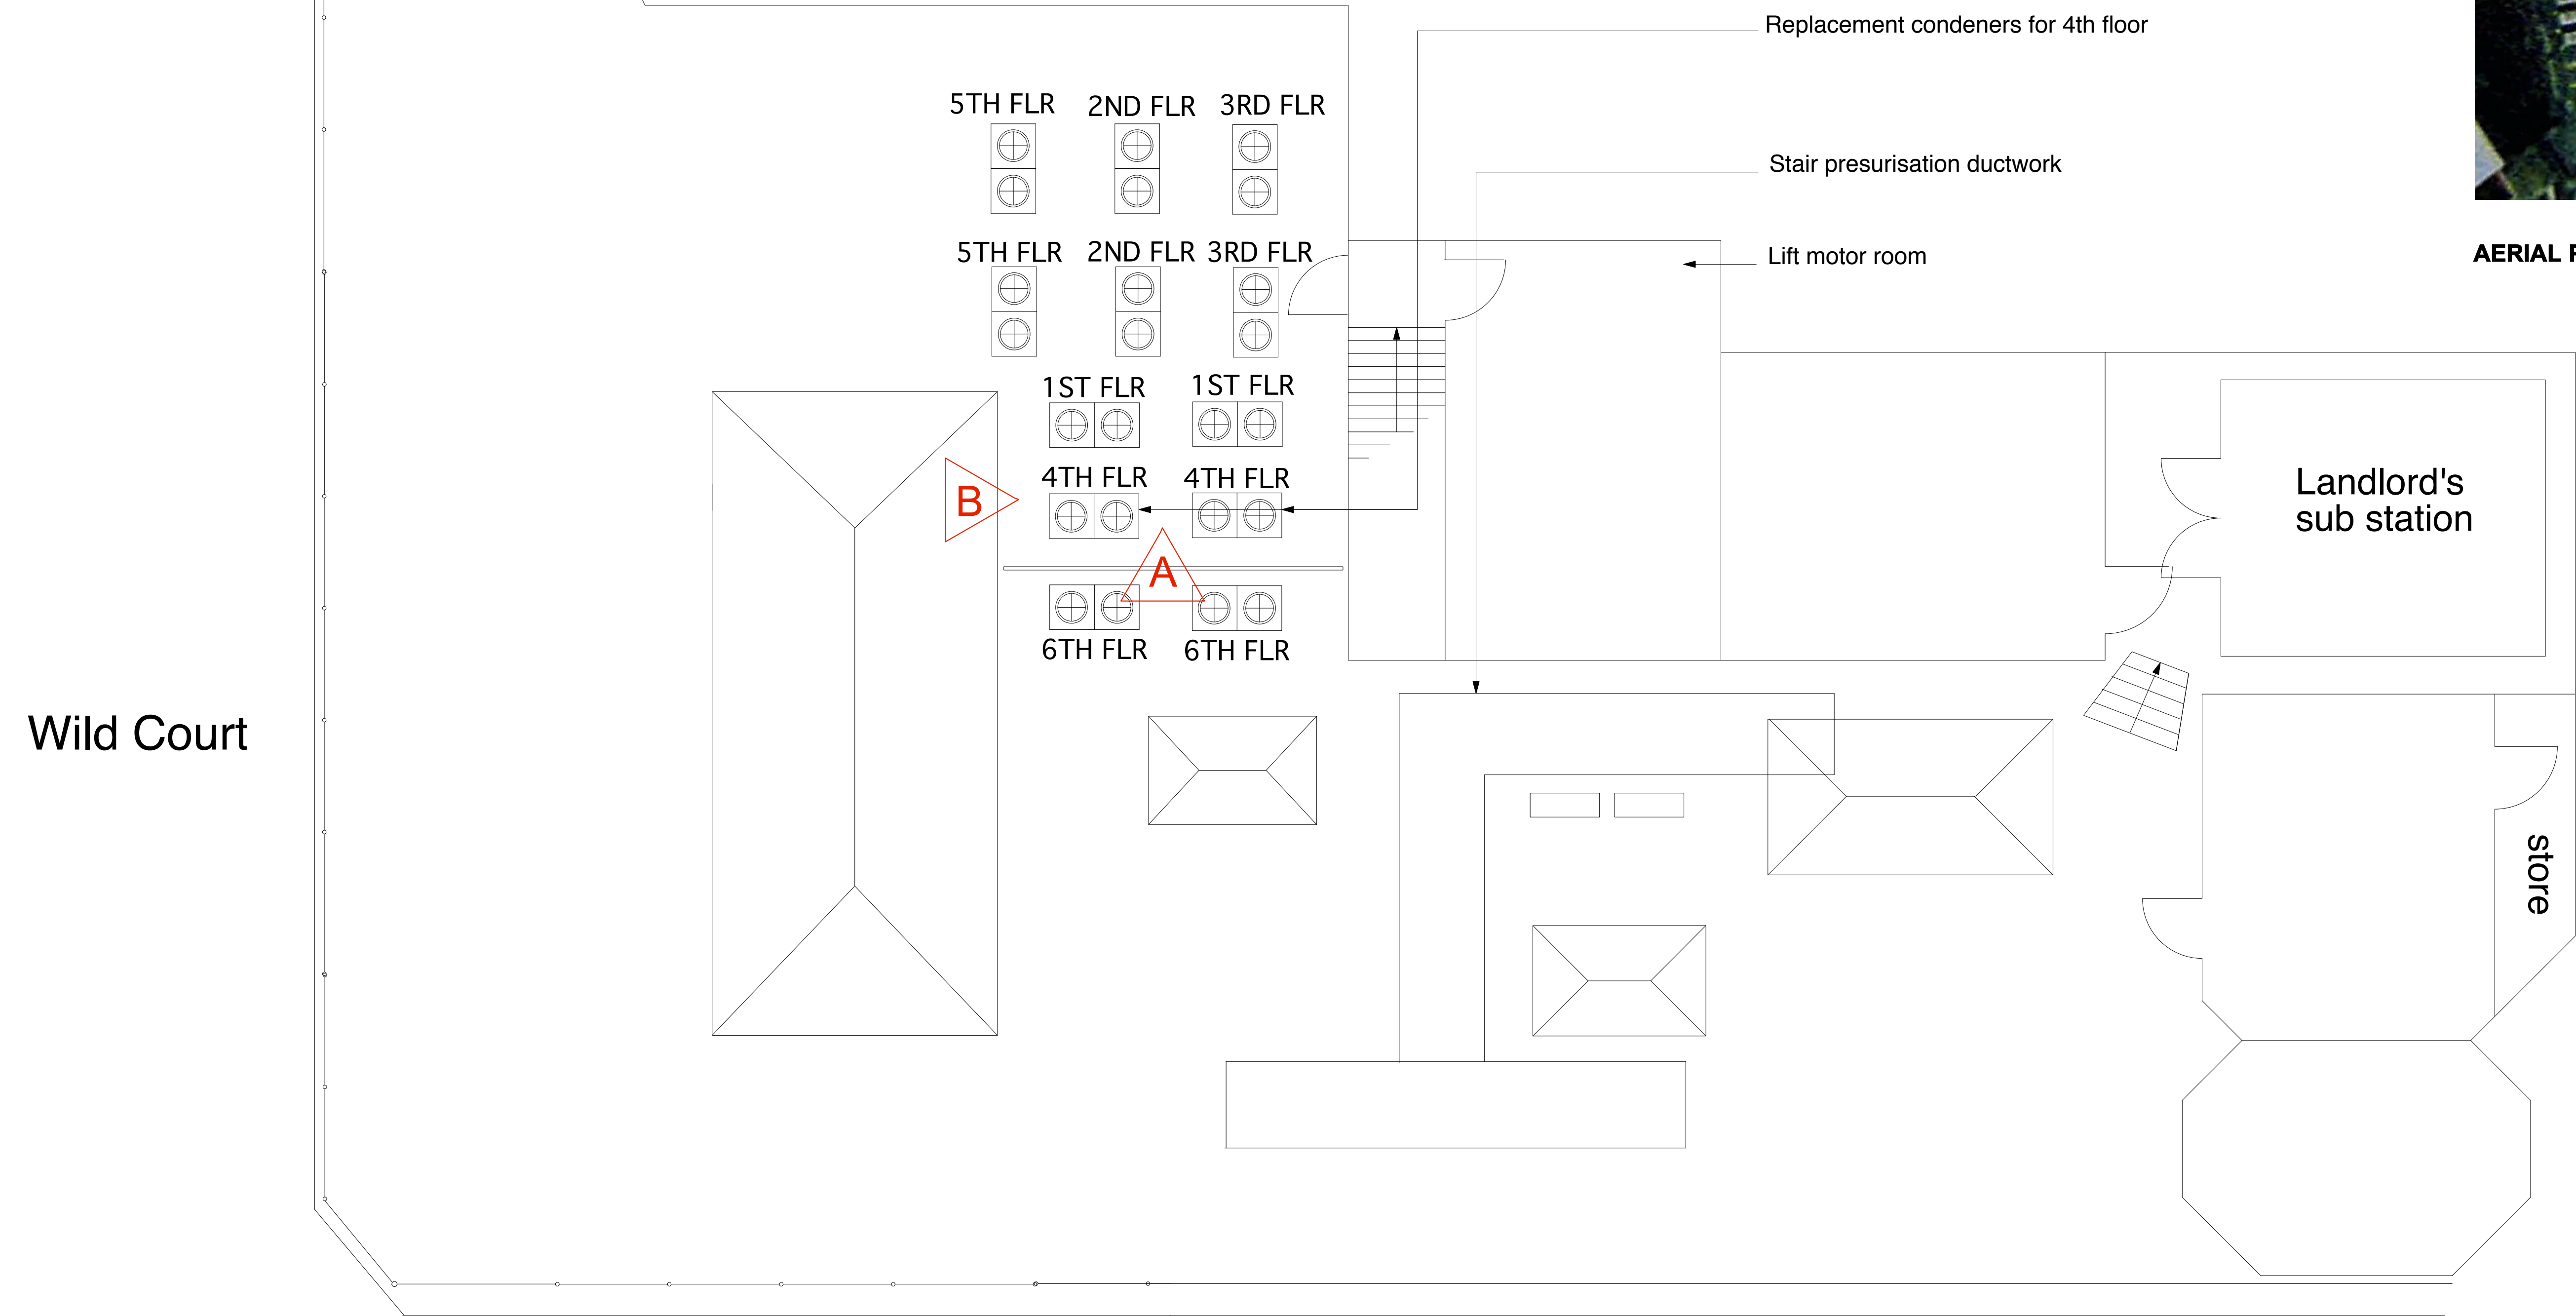 Replacement condeners for 4th floor
5TH FLR 2ND FLR 3RD FLR
Stair presurisation ductwork
5TH FLR 2ND FLR 3RD FLR
Lift motor room
AERIAL
1ST FLR 1ST FLR
4TH FLR 4TH FLR
B
Landlord's
sub station
A
6TH FLR 6TH FLR
Wild Court
store